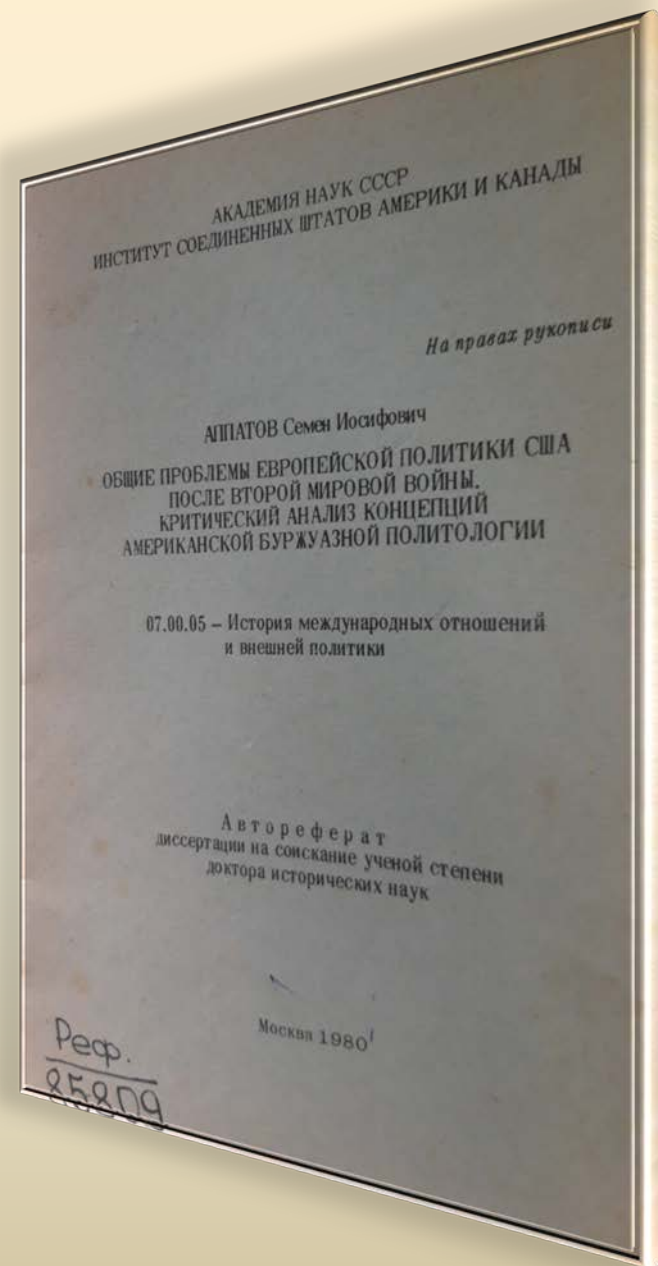 АКАДЕМИЯ НАУК СССР
ИНСТИТУТ СОЕДИНЕННЫХ ШТАТОВ АМЕРИКИ И КАНАДЫ
На правах рукописи
АППАТОВ Семен Иосифович
ОБЩИЕ ПРОБЛЕМЫ ЕВРОПЕЙСКОЙ ПОЛИТИКИ США
ПОСЛЕ ВТОРОЙ МИРОВОЙ ВОЙНЫ.
КРИТИЧЕСКИЙ АНАЛИЗ КОНЦЕПЦИЙ
АМЕРИКАНСКОЙ БУРЖУАЗНОЙ ПОЛИТОЛОГИИ
07.00.05 – История международных отношений
и внешней политики
Автореферат
диссертации на соискание ученой степени
доктора исторических наук
Москва 1980
Реф.
85809